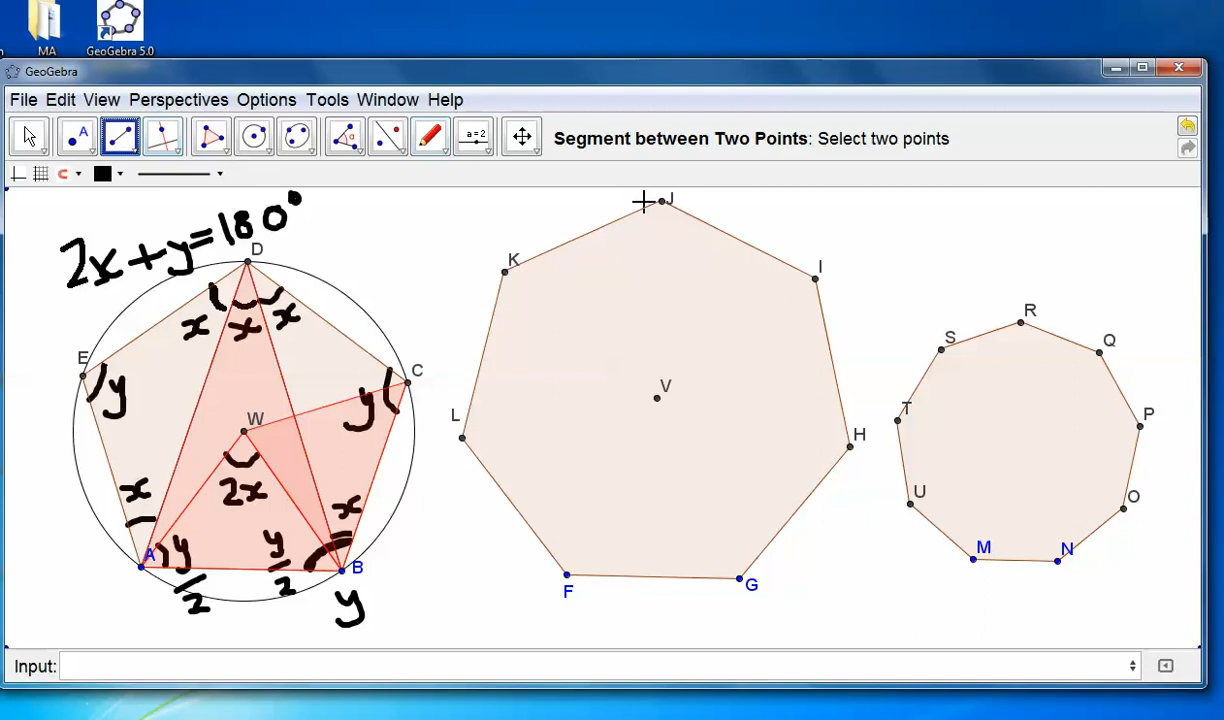 MA
GeoGebra 5.0
GeoGebra
File Edit View Perspectives Options Tools Window Help
A
α
a=2
Segment between Two Points: Select two points
2x+y=180°
D
x x x
E
y
C
y
W
2x
x
x
A
y/2
y/2
B
y
J
K
I
V
L
H
F
G
R
S
Q
T
P
U
O
M
N
Input: